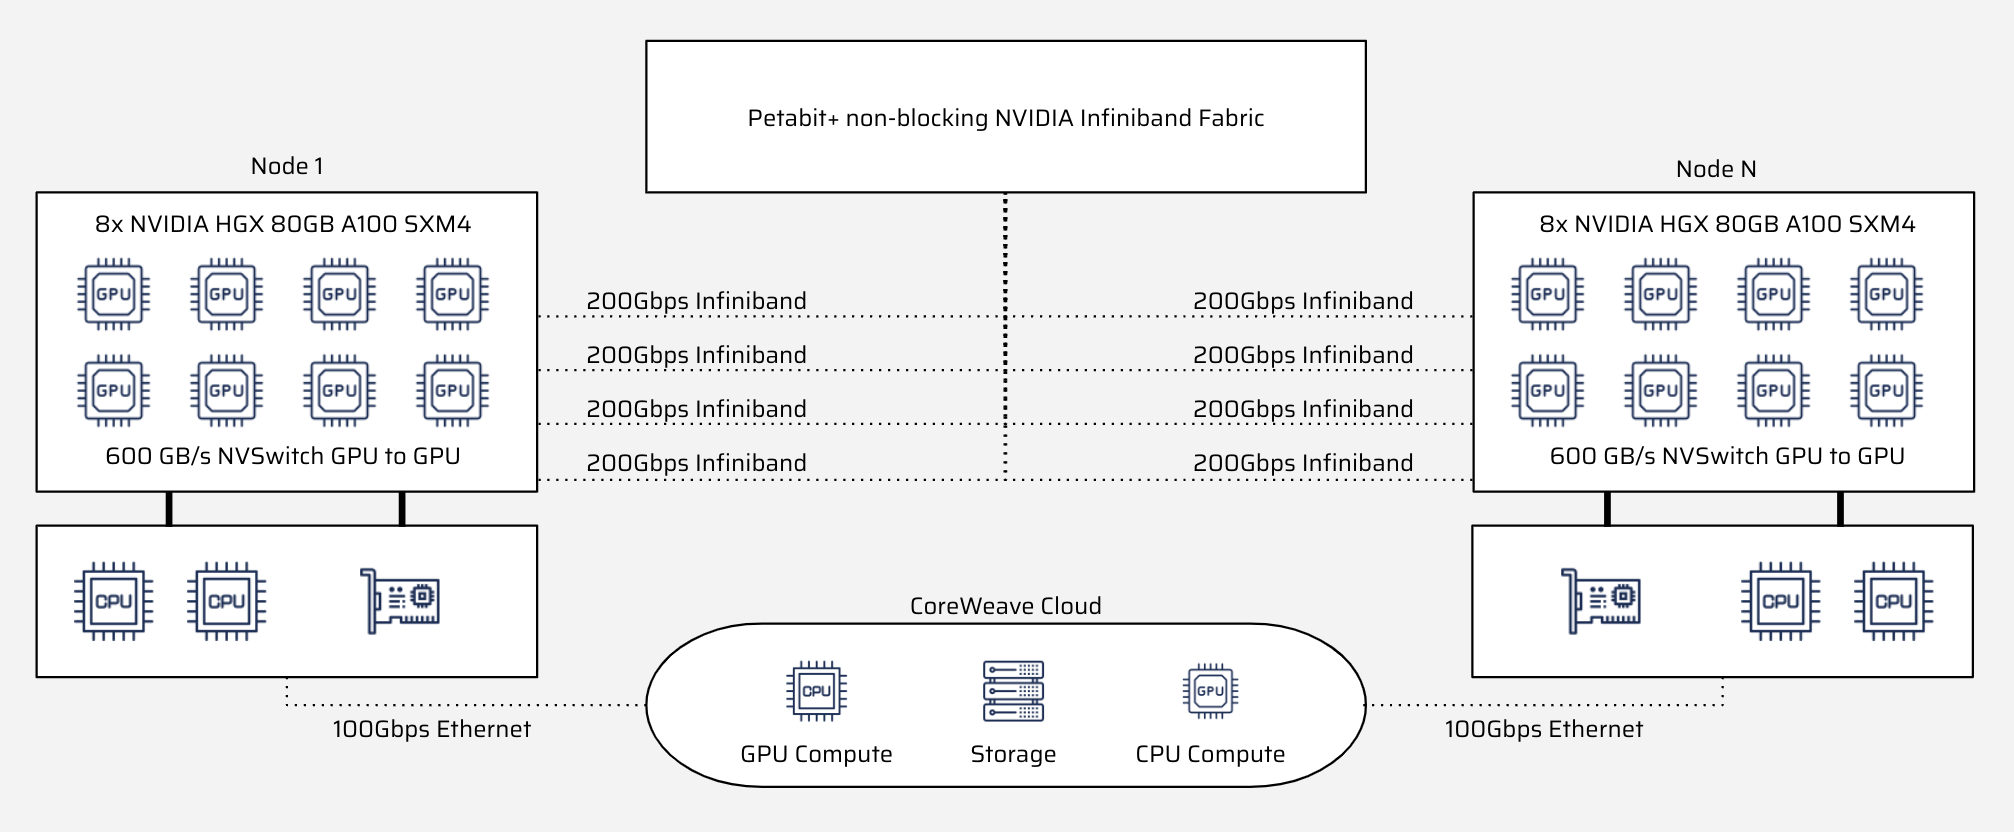 Petabit+ non-blocking NVIDIA Infiniband Fabric
Node 1
8x NVIDIA HGX 80GB A100 SXM4
GPU GPU GPU GPU
GPU GPU GPU GPU
600 GB/s NVSwitch GPU to GPU
CPU CPU
200Gbps Infiniband
200Gbps Infiniband
200Gbps Infiniband
200Gbps Infiniband
200Gbps Infiniband
200Gbps Infiniband
200Gbps Infiniband
200Gbps Infiniband
Node N
8x NVIDIA HGX 80GB A100 SXM4
GPU GPU GPU GPU
GPU GPU GPU GPU
600 GB/s NVSwitch GPU to GPU
CPU CPU
100Gbps Ethernet
CoreWeave Cloud
CPU
GPU
GPU Compute
Storage
CPU Compute
100Gbps Ethernet